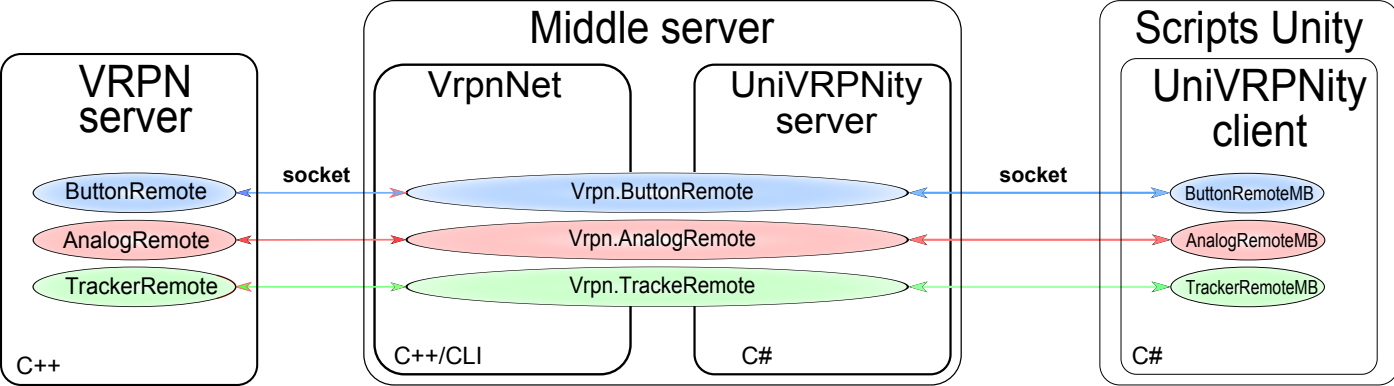 Middle server
Scripts Unity
VRPN
server
VrpnNet
UniVRPNity
server
UniVRPNity
client
socket
socket
ButtonRemote
Vrpn.ButtonRemote
ButtonRemoteMB
AnalogRemote
Vrpn.AnalogRemote
AnalogRemoteMB
TrackerRemote
Vrpn.TrackeRemote
TrackerRemoteMB
C++
C++/CLI
C#
C#